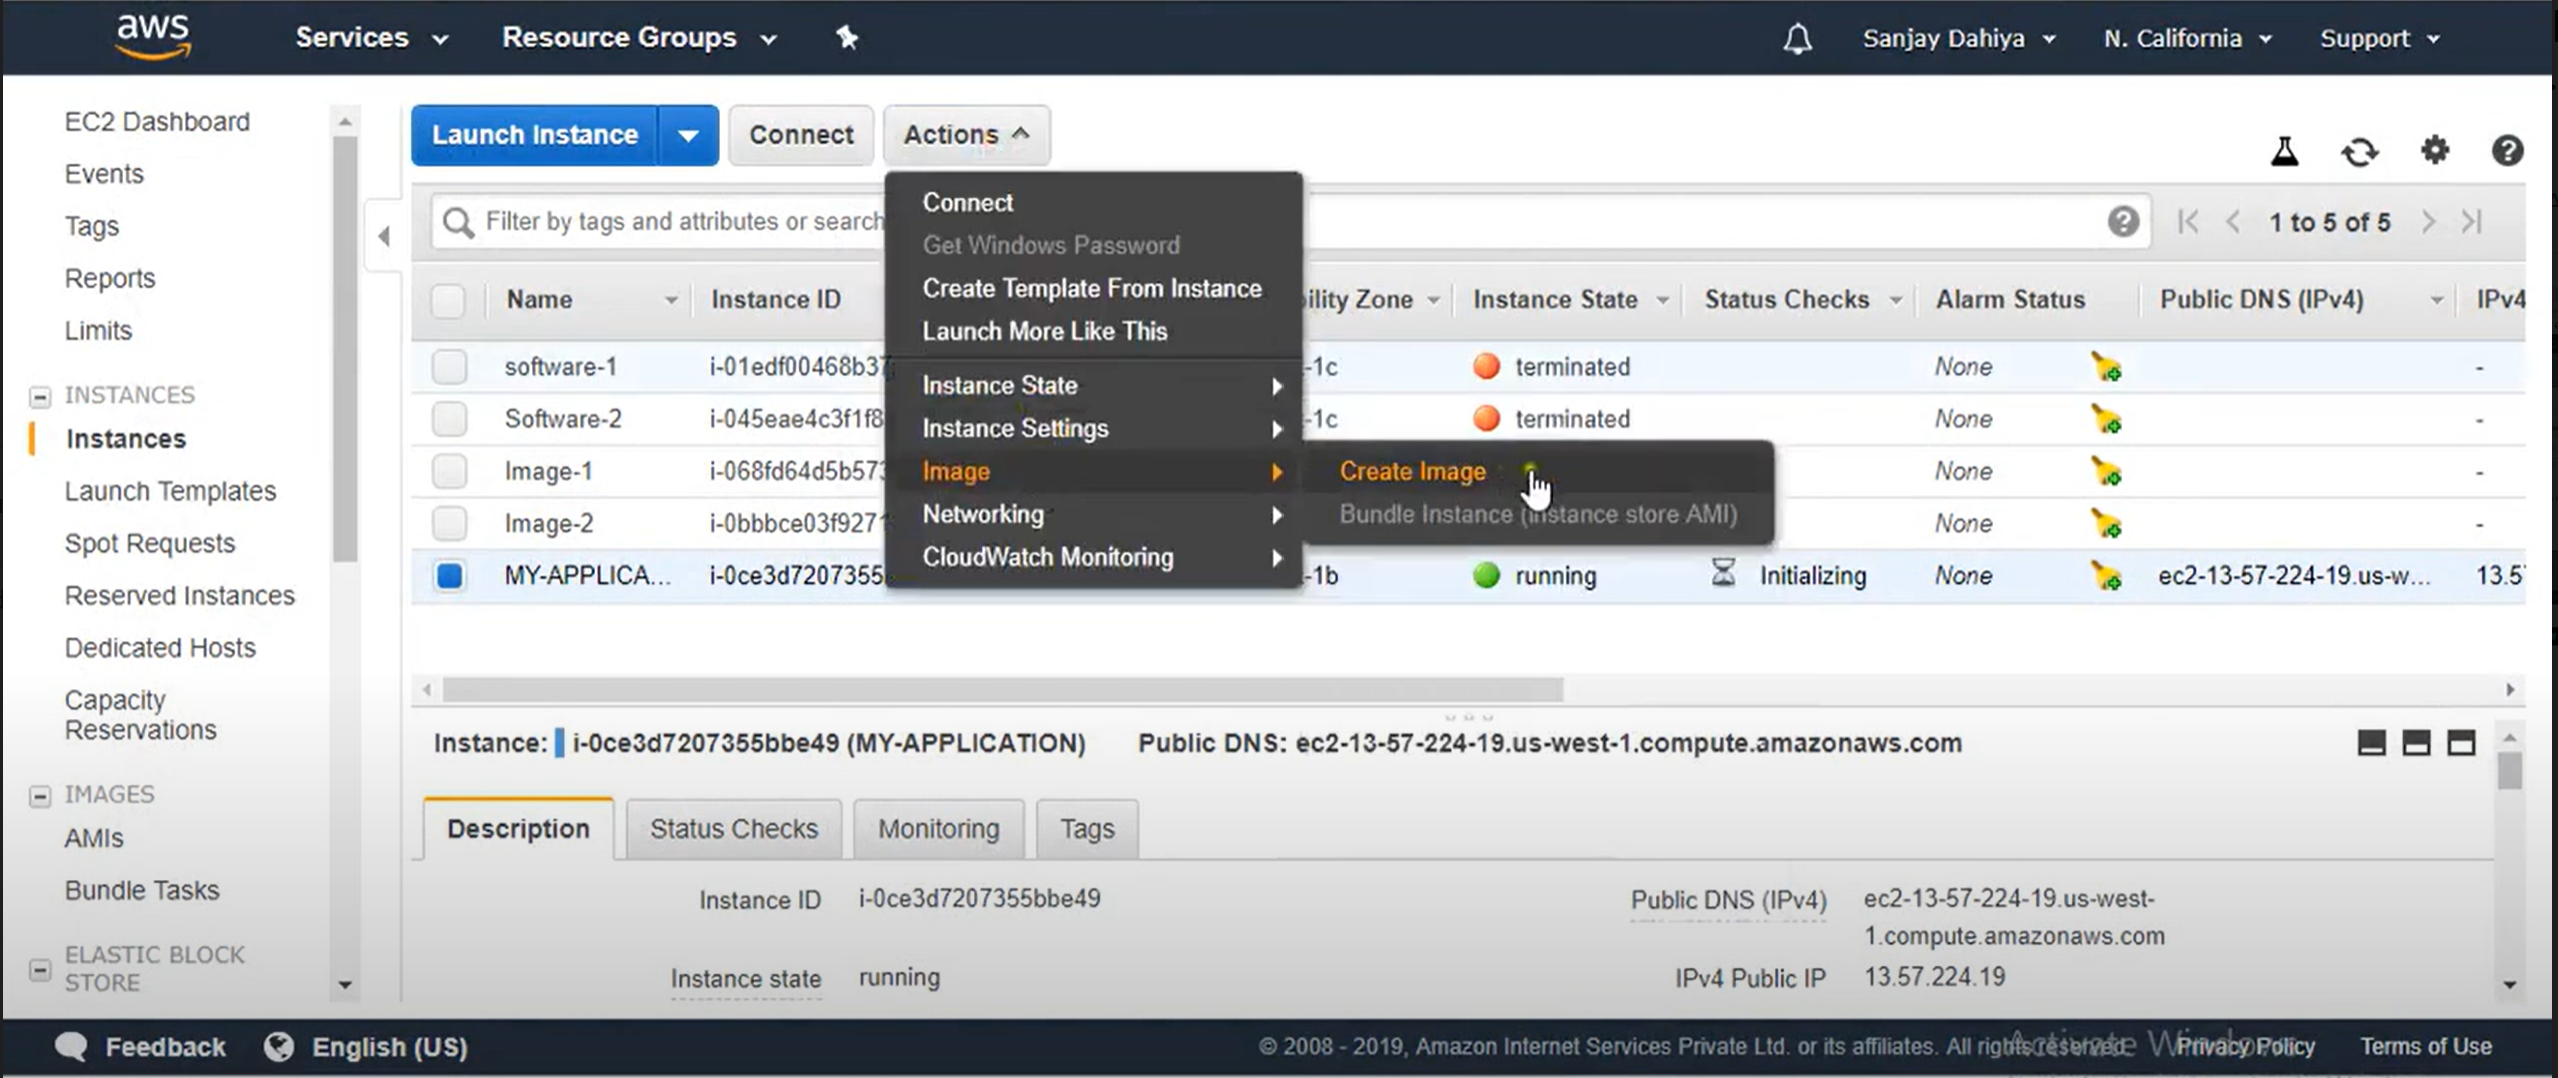 aws
Services
Resource Groups
Sanjay Dahiya
N. California
Support
EC2 Dashboard
Events
Tags
Reports
Limits
INSTANCES
Instances
Launch Templates
Spot Requests
Reserved Instances
Dedicated Hosts
Capacity
Reservations
IMAGES
AMIs
Bundle Tasks
ELASTIC BLOCK
STORE
Launch Instance
Connect
Actions
Filter by tags and attributes or search
1 to 5 of 5
Name Instance ID ility Zone Instance State Status Checks Alarm Status Public DNS (IPv4) IPv4
software-1 i-01edf00468b37 -1c terminated None -
Software-2 i-045eae4c3f1f8 -1c terminated None -
Image-1 i-068fd64d5b573 None -
Image-2 i-0bbbce03f927 None -
MY-APPLICA... i-0ce3d7207355 -1b running Initializing None ec2-13-57-224-19.us-w... 13.5
Connect
Get Windows Password
Create Template From Instance
Launch More Like This
Instance State
Instance Settings
Image
Networking
CloudWatch Monitoring
Create Image
Bundle Instance (instance store AMI)
Instance: i-0ce3d7207355bbe49 (MY-APPLICATION) Public DNS: ec2-13-57-224-19.us-west-1.compute.amazonaws.com
Description
Status Checks
Monitoring
Tags
Instance ID i-0ce3d7207355bbe49
Instance state running
Public DNS (IPv4) ec2-13-57-224-19.us-west-
1.compute.amazonaws.com
IPv4 Public IP 13.57.224.19
Feedback
English (US)
© 2008 - 2019, Amazon Internet Services Private Ltd. or its affiliates. All rights reserved.
Privacy Policy
Terms of Use
Activate Windows